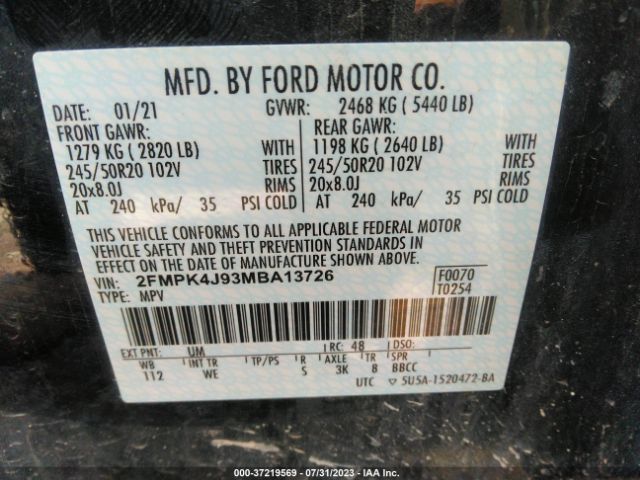 MFD. BY FORD MOTOR CO.
DATE: 01/21 GVWR: 2468 KG ( 5440 LB)
FRONT GAWR: REAR GAWR:
1279 KG ( 2820 LB) WITH 1198 KG ( 2640 LB) WITH
245/50R20 102V TIRES 245/50R20 102V TIRES
20x8.0J RIMS 20x8.0J RIMS
AT 240 kPa/ 35 PSI COLD AT 240 kPa/ 35 PSI COLD
THIS VEHICLE CONFORMS TO ALL APPLICABLE FEDERAL MOTOR
VEHICLE SAFETY AND THEFT PREVENTION STANDARDS IN
EFFECT ON THE DATE OF MANUFACTURE SHOWN ABOVE.
VIN: 2FMPK4J93MBA13726 F0070
TYPE: MPV T0254
EXT PNT: UM RC: 48 DSO:
WB INT TR TP/PS R AXLE TR SPR
112 WE S 3K 8 BBCC
UTC ▽ 5U5A-1520472-BA
000-37219569 - 07/31/2023 - IAA Inc.